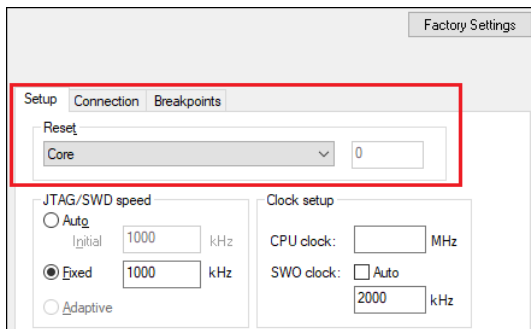 Factory Settings
Setup Connection Breakpoints
Reset
Core 0
JTAG/SWD speed
Auto
Initial 1000 kHz
Fixed 1000 kHz
Adaptive
Clock setup
CPU clock: MHz
SWO clock: Auto
2000 kHz